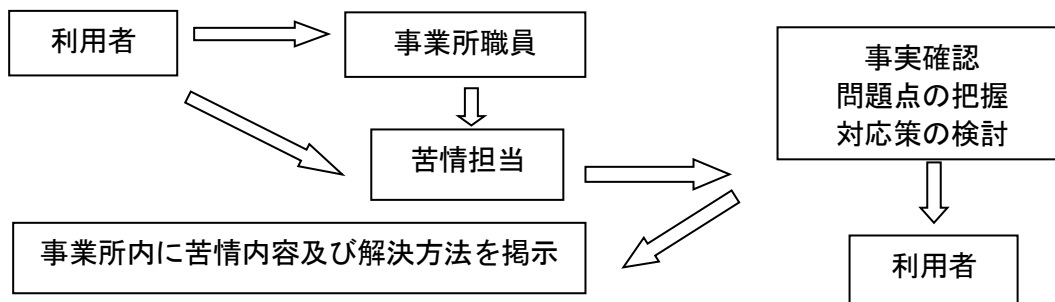 利用者
事業所職員
事実確認
問題点の把握
対応策の検討
苦情担当
事業所内に苦情内容及び解決方法を掲示
利用者